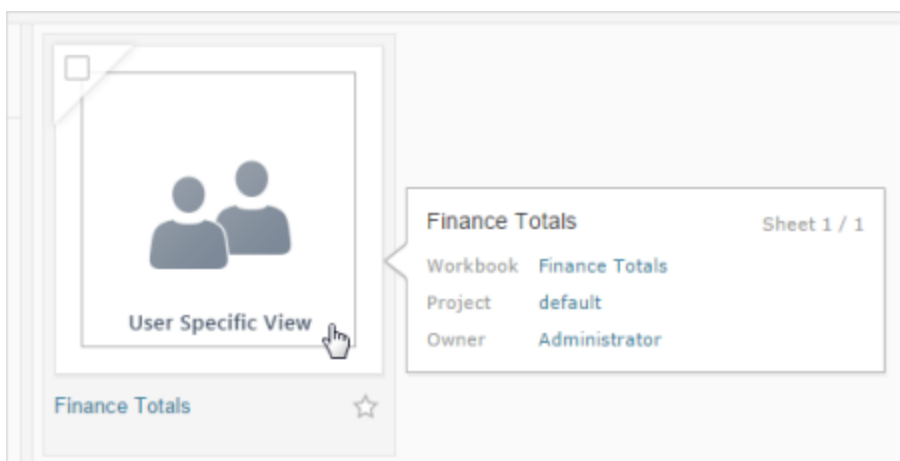 User Specific View
Finance Totals
Finance Totals Sheet 1 / 1
Workbook Finance Totals
Project default
Owner Administrator